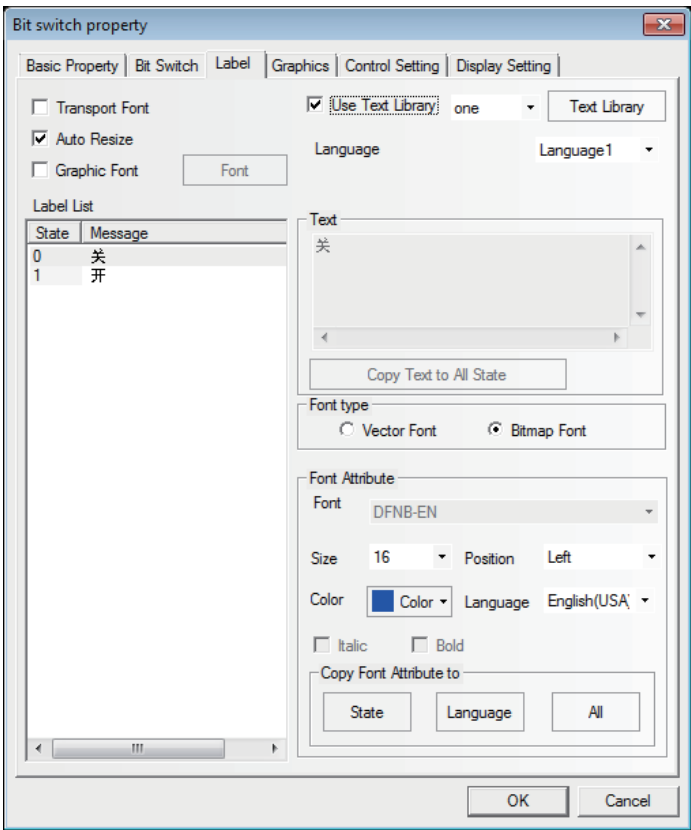 Bit switch property
Basic Property Bit Switch Label Graphics Control Setting Display Setting
Transport Font
Auto Resize
Graphic Font Font
Use Text Library one Text Library
Language Language1
Label List
State Message
0 关
1 开
Text
关
Copy Text to All State
Font type
Vector Font Bitmap Font
Font Attribute
Font DFNB-EN
Size 16 Position Left
Color Color Language English(USA)
Italic Bold
Copy Font Attribute to
State Language All
OK Cancel